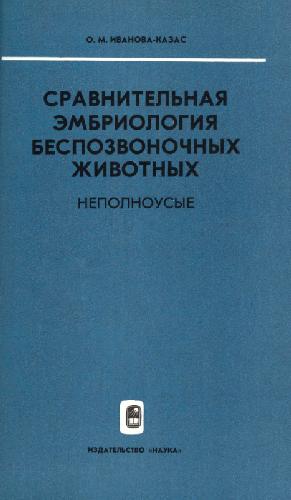 О. М. ИВАНОВА-КАЗАС
СРАВНИТЕЛЬНАЯ
ЭМБРИОЛОГИЯ
БЕСПОЗВОНОЧНЫХ
ЖИВОТНЫХ
НЕПОЛНОУСЫЕ
ИЗДАТЕЛЬСТВО «НАУКА»